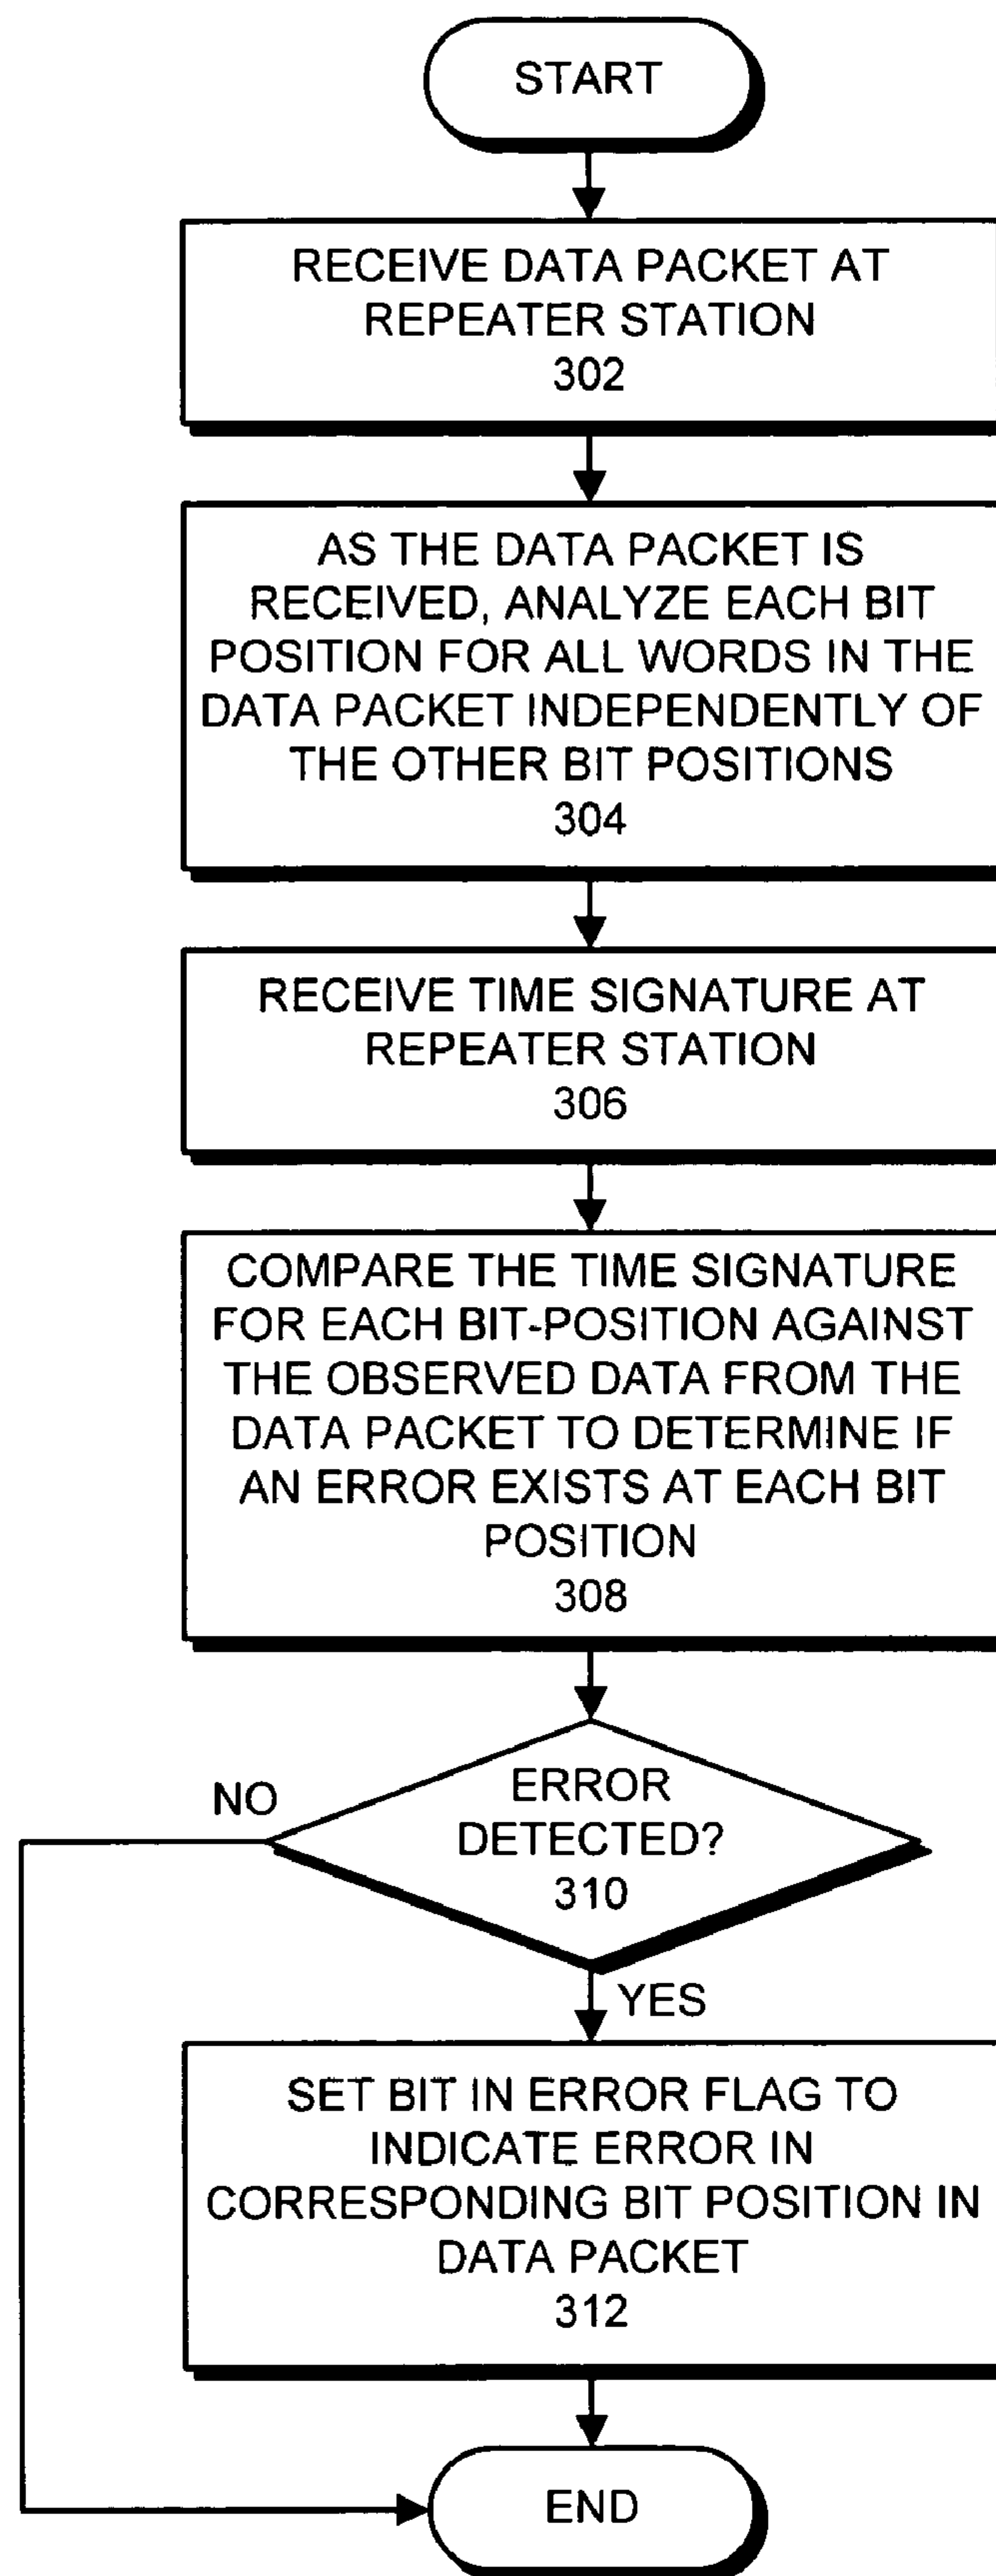 START
RECEIVE DATA PACKET AT
REPEATER STATION
302
AS THE DATA PACKET IS
RECEIVED, ANALYZE EACH BIT
POSITION FOR ALL WORDS IN THE
DATA PACKET INDEPENDENTLY OF
THE OTHER BIT POSITIONS
304
RECEIVE TIME SIGNATURE AT
REPEATER STATION
306
COMPARE THE TIME SIGNATURE
FOR EACH BIT-POSITION AGAINST
THE OBSERVED DATA FROM THE
DATA PACKET TO DETERMINE IF
AN ERROR EXISTS AT EACH BIT
POSITION
308
NO
ERROR
DETECTED?
310
YES
SET BIT IN ERROR FLAG TO
INDICATE ERROR IN
CORRESPONDING BIT POSITION IN
DATA PACKET
312
END